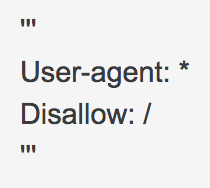 '''
User-agent: *
Disallow: /
'''